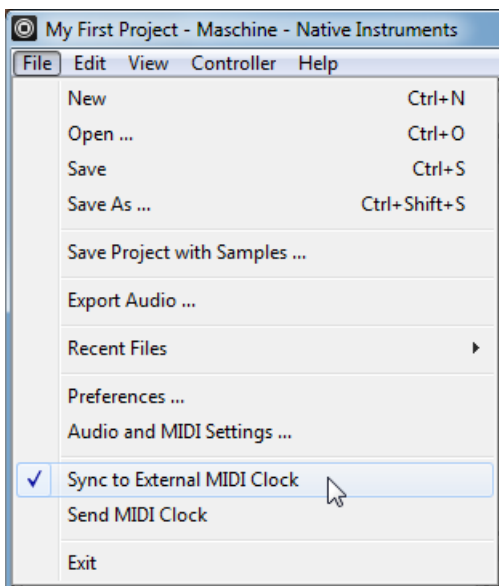 My First Project - Maschine - Native Instruments
File Edit View Controller Help
New Ctrl+N
Open ... Ctrl+O
Save Ctrl+S
Save As ... Ctrl+Shift+S
Save Project with Samples ...
Export Audio ...
Recent Files
Preferences ...
Audio and MIDI Settings ...
Sync to External MIDI Clock
Send MIDI Clock
Exit